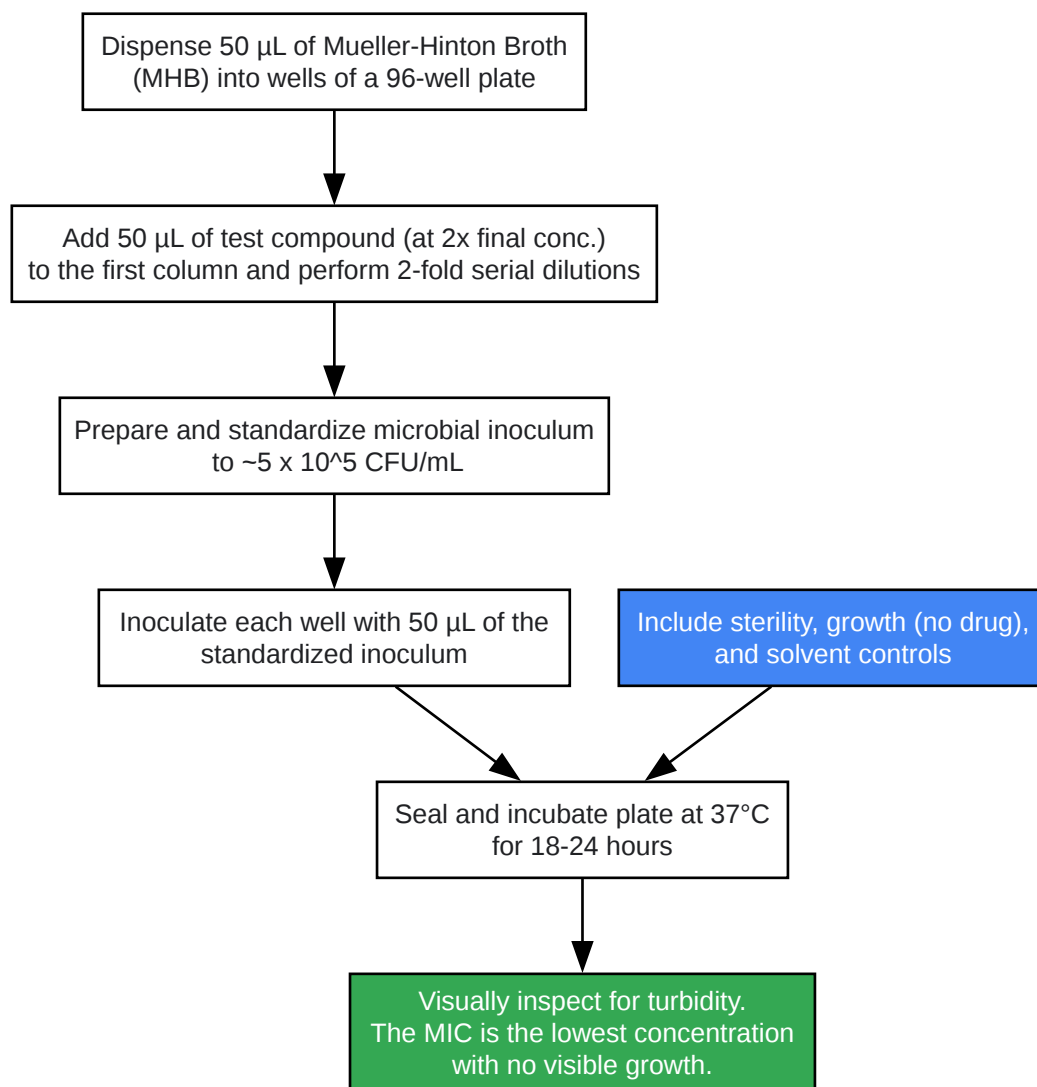 Dispense 50 µL of Mueller-Hinton Broth
(MHB) into wells of a 96-well plate
Add 50 µL of test compound (at 2x final conc.)
to the first column and perform 2-fold serial dilutions
Prepare and standardize microbial inoculum
to ~5 x 10^5 CFU/mL
Inoculate each well with 50 µL of the
standardized inoculum
Include sterility, growth (no drug),
and solvent controls
Seal and incubate plate at 37°C
for 18-24 hours
Visually inspect for turbidity.
The MIC is the lowest concentration
with no visible growth.